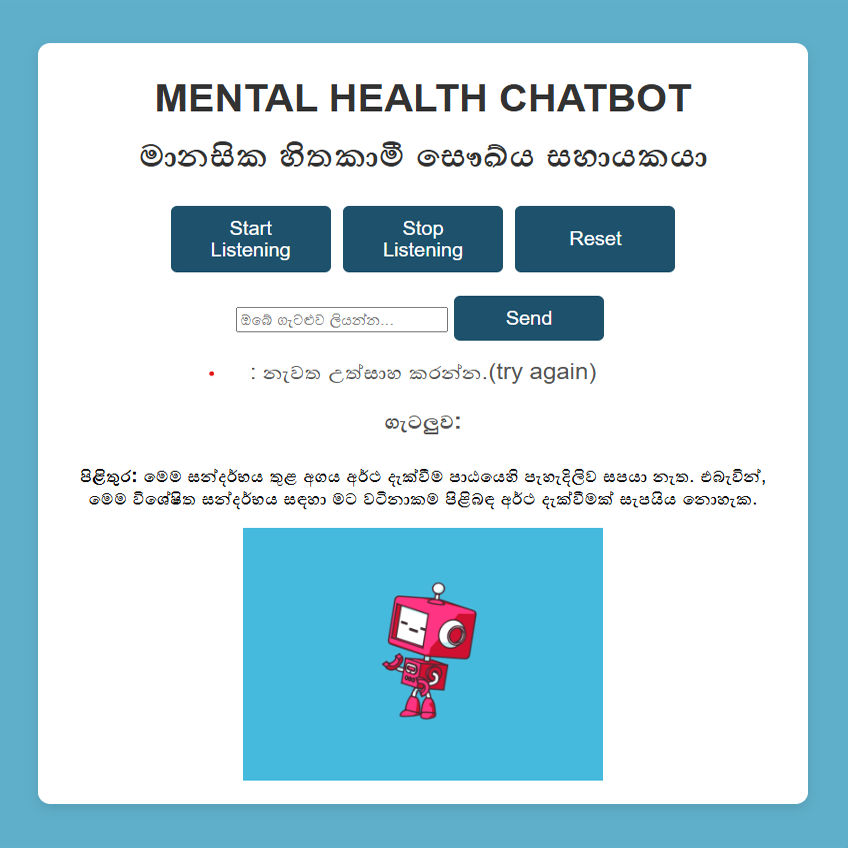 MENTAL HEALTH CHATBOT
මානසික හිතකාමී සෞඛ්ය සහායකයා
Start
Listening
Stop
Listening
Reset
ඔබේ ගැටළුව ලියන්න...
Send
• : නැවත උත්සාහ කරන්න.(try again)
ගැටලුව:
පිළිතුර: මෙම සන්දර්භය තුළ අගය අර්ථ දැක්වීම පාඨයෙහි පැහැදිලිව සපයා නැත. එබැවින්,
මෙම විශේෂිත සන්දර්භය සඳහා මට වටිනාකම පිළිබඳ අර්ථ දැක්වීමක් සැපයිය නොහැක.